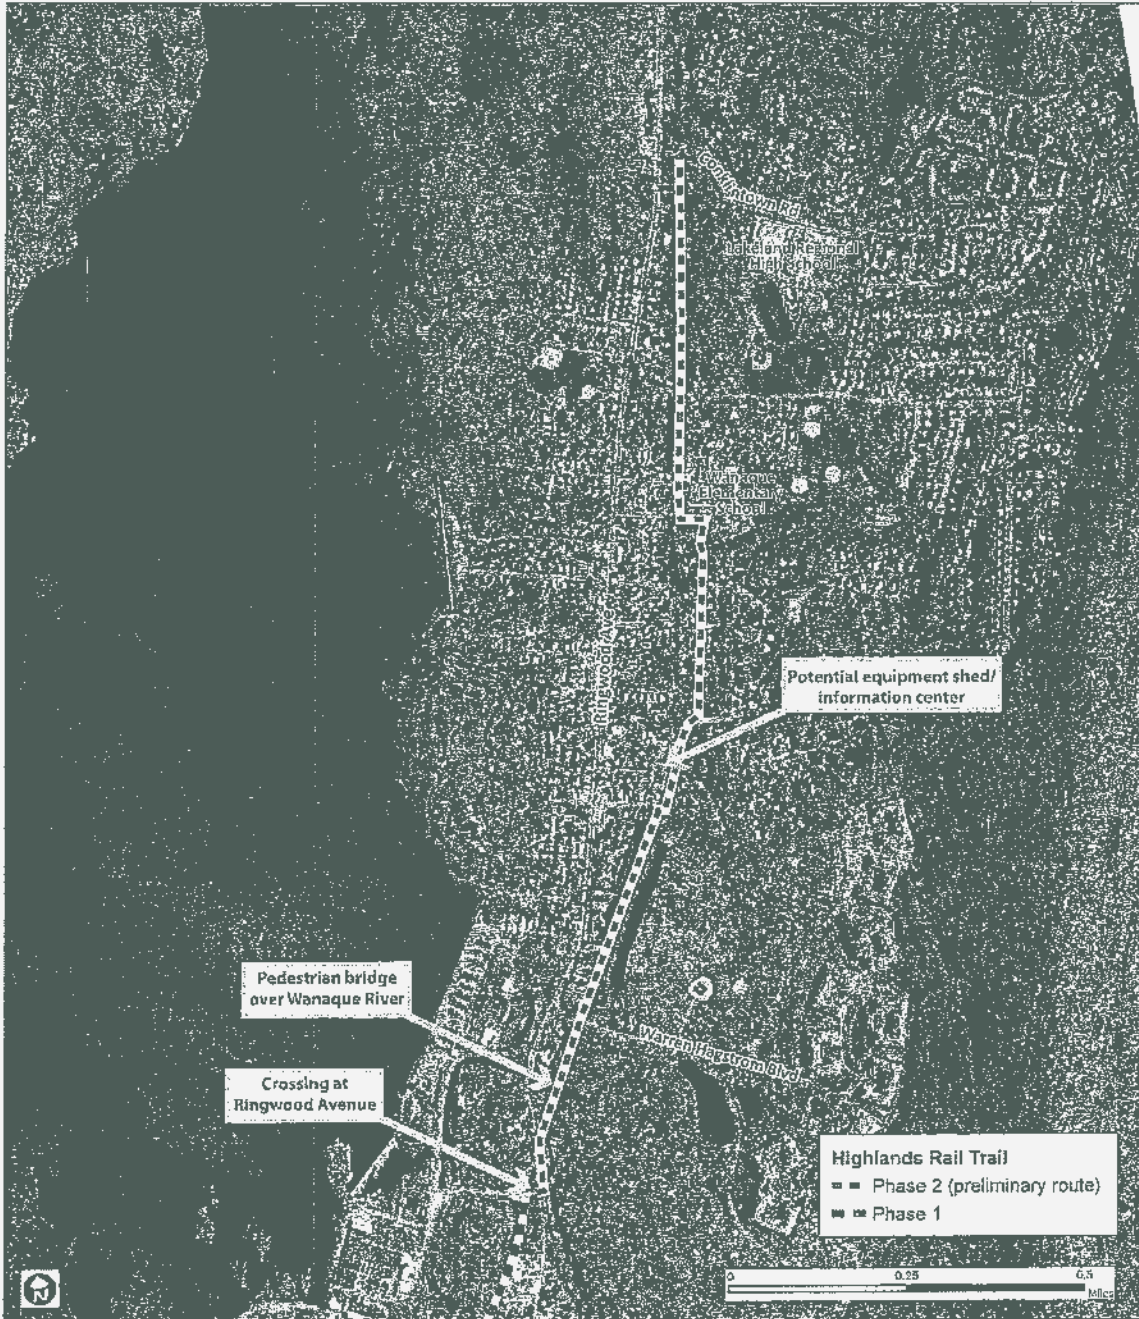 Conklintown Rd
Lakeland Regional
High School
Wanaque
Elementary
School
Ringwood Ave
Potential equipment shed/
information center
Pedestrian bridge
over Wanaque River
Warren Hagstrom Blvd
Crossing at
Ringwood Avenue
Highlands Rail Trail
Phase 2 (preliminary route)
Phase 1
0
0.25
0.5
Miles
N